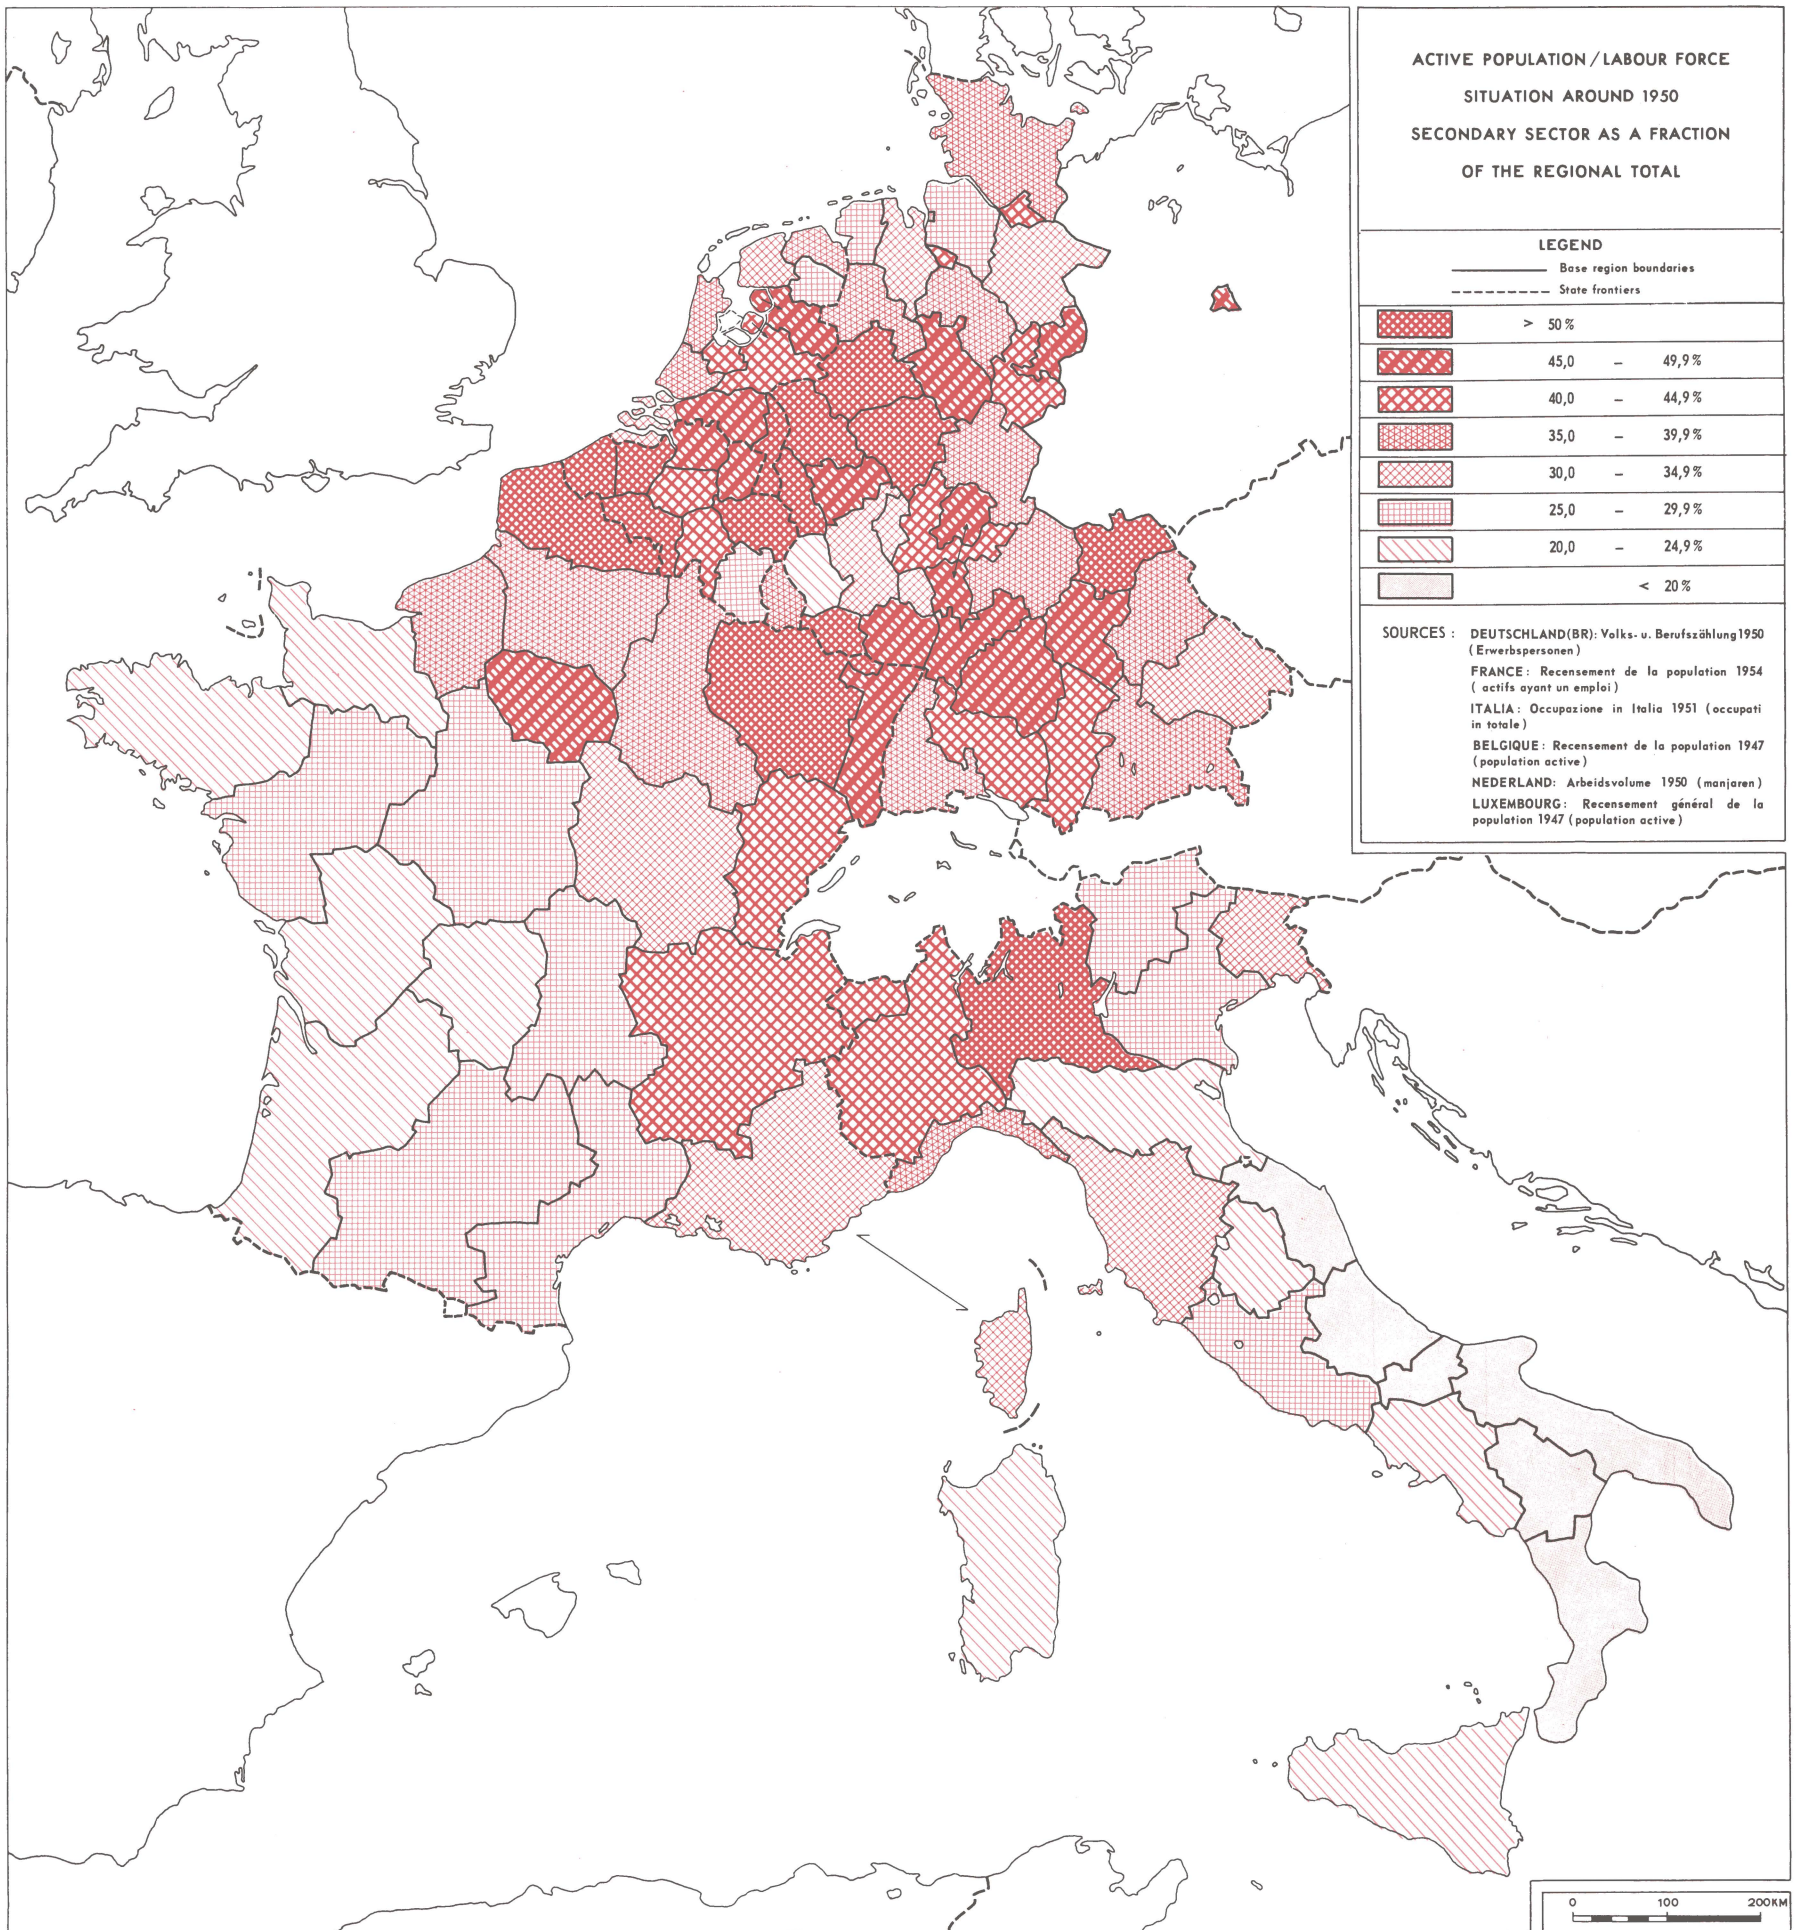 ACTIVE POPULATION / LABOUR FORCE
SITUATION AROUND 1950
SECONDARY SECTOR AS A FRACTION
OF THE REGIONAL TOTAL
LEGEND
Base region boundaries
State frontiers
> 50%
45,0 – 49,9%
40,0 – 44,9%
35,0 – 39,9%
30,0 – 34,9%
25,0 – 29,9%
20,0 – 24,9%
< 20%
SOURCES : DEUTSCHLAND(BR): Volks- u. Berufszählung 1950
(Erwerbspersonen)
FRANCE : Recensement de la population 1954
( actifs ayant un emploi )
ITALIA : Occupazione in Italia 1951 ( occupati
in totale )
BELGIQUE : Recensement de la population 1947
(population active)
NEDERLAND: Arbeidsvolume 1950 (manjaren)
LUXEMBOURG : Recensement général de la
population 1947 ( population active )
0 100 200KM